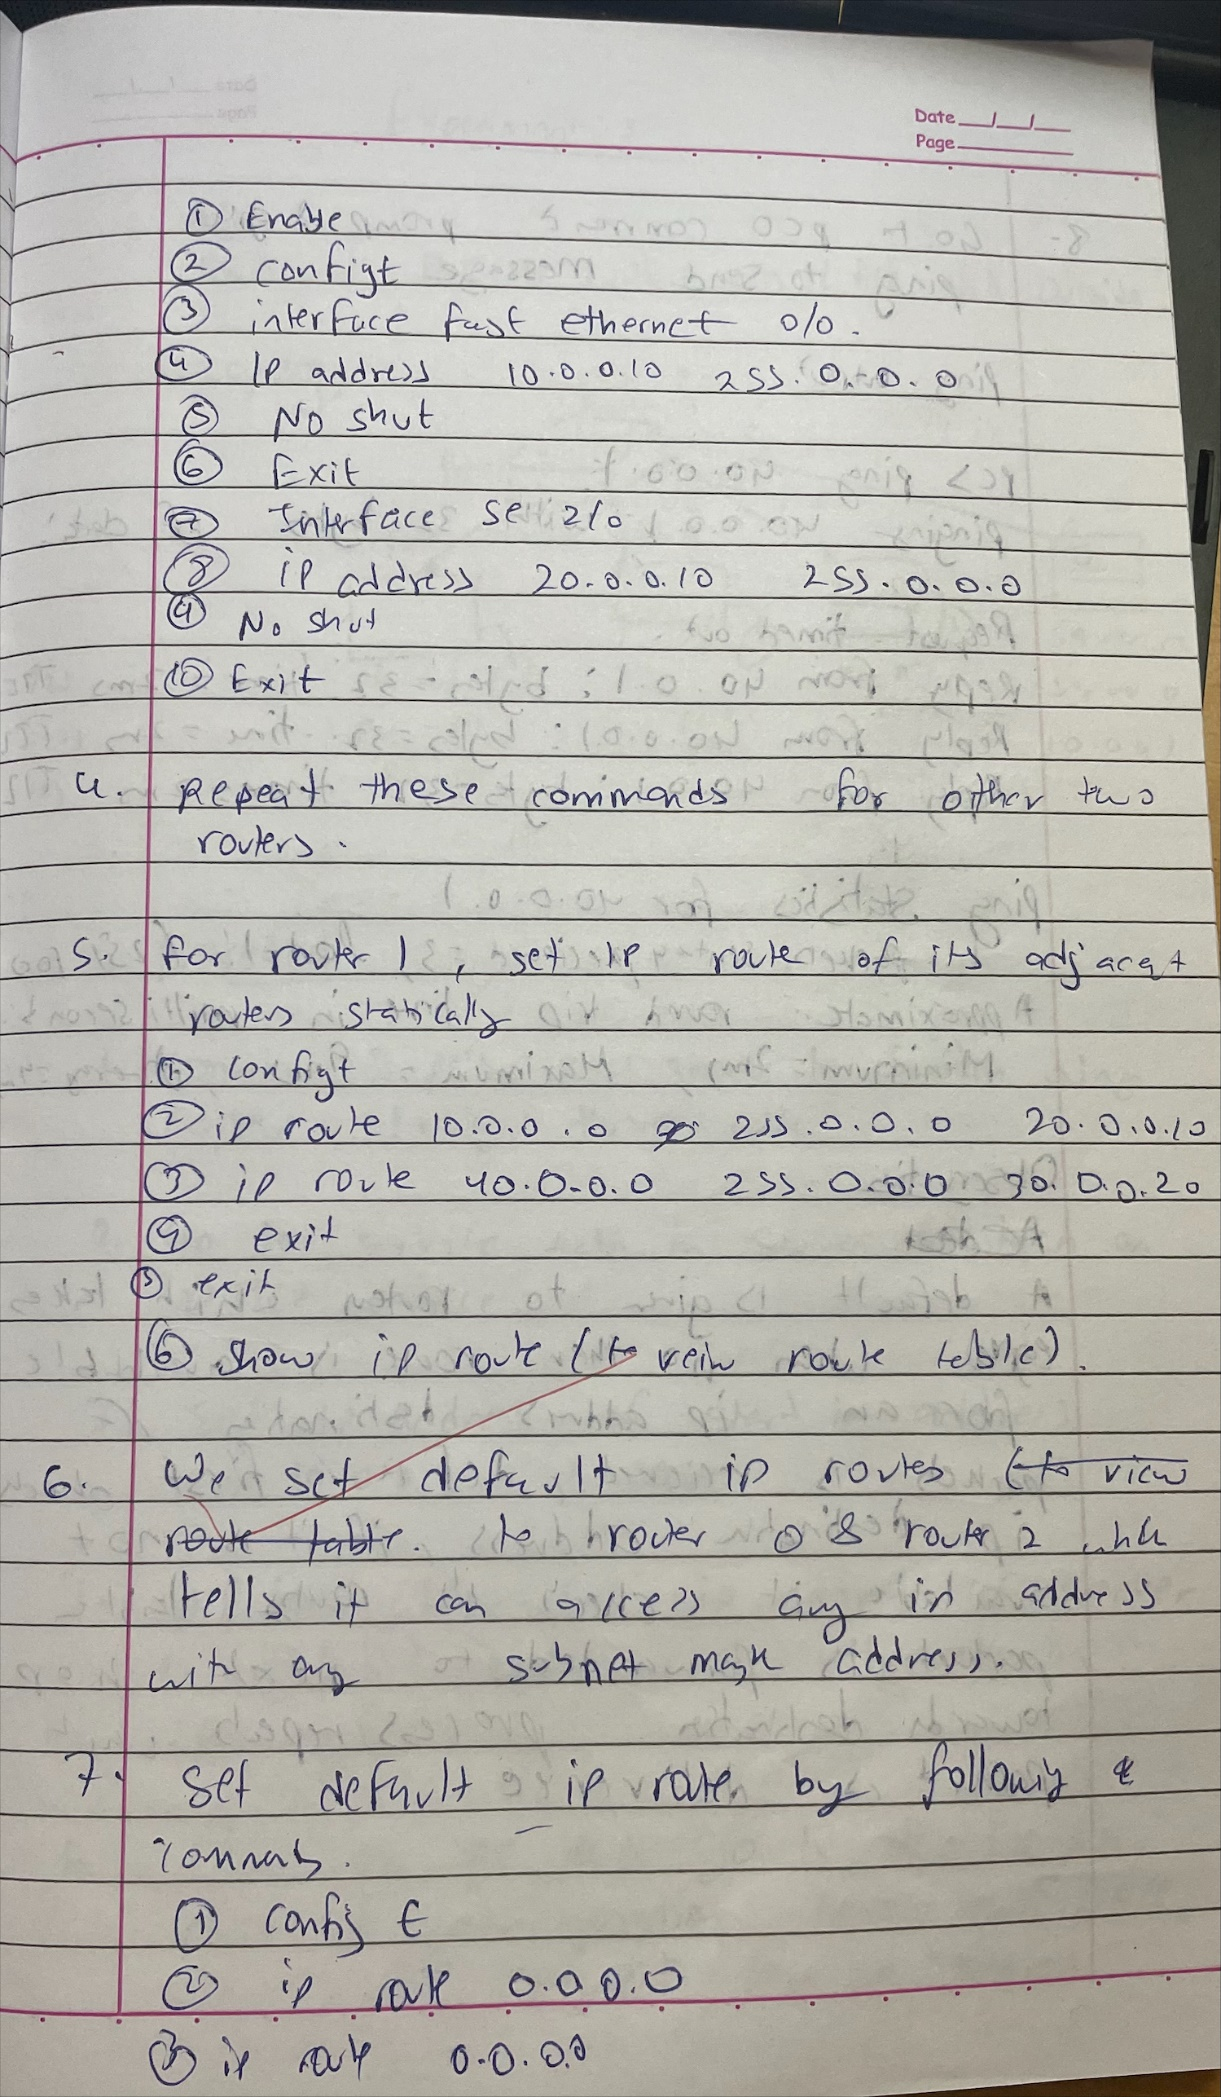 Date
Page
① Enable
② config t
③ interface fast ethernet 0/0.
④ IP address 10.0.0.10 255.0.0.0
⑤ No shut
⑥ Exit
⑦ Interface se 2/0
⑧ ip address 20.0.0.10 255.0.0.0
⑨ No shut
⑩ Exit
4. Repeat these commands for other two
routers.
5. for router 1, set IP route of its adjacent
routers statically
① config t
② ip route 10.0.0.0 255.0.0.0 20.0.0.10
③ ip route 40.0.0.0 255.0.0.0 30.0.0.20
④ exit
⑤ exit
⑥ show ip route (to veiw route table).
6. We set default ip routes (to view
route table. to router 0 & router 2
tells it can access any ip address
with any subnet mask address.
7. Set default ip route by following
① config t
② ip route 0.0.0.0
③ ip route 0.0.0.0